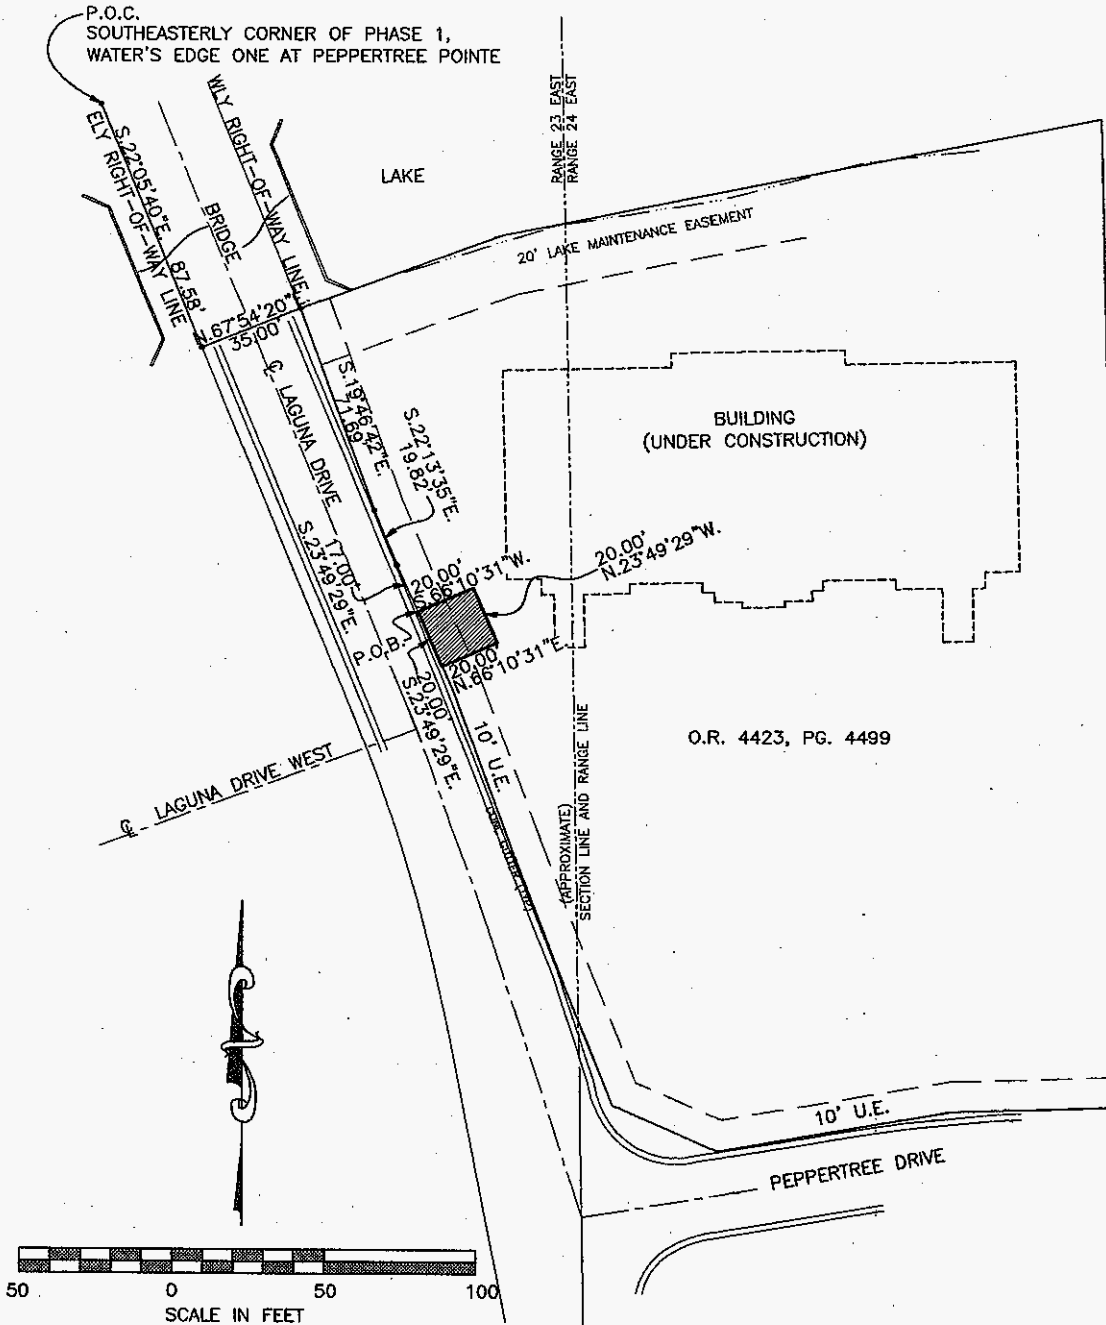 P.O.C.
SOUTHEASTERLY CORNER OF PHASE 1,
WATER'S EDGE ONE AT PEPPERTREE POINTE
S.22°05'40"E. 87.58'
ELY RIGHT-OF-WAY LINE
WLY RIGHT-OF-WAY LINE
BRIDGE
LAKE
RANGE 23 EAST
RANGE 24 EAST
20' LAKE MAINTENANCE EASEMENT
N.67°54'20"
35.00'
℄ LAGUNA DRIVE
S.19°46'42"E.
71.69'
S.22°13'35"E.
19.82'
BUILDING
(UNDER CONSTRUCTION)
17.00'
S.23°49'29"E.
20.00'
S.66°10'31"W.
20.00'
N.23°49'29"W.
P.O.B.
20.00'
N.66°10'31"E.
20.00'
S.23°49'29"E.
10' U.E.
O.R. 4423, PG. 4499
℄ LAGUNA DRIVE WEST
(APPROXIMATE)
SECTION LINE AND RANGE LINE
10' U.E.
PEPPERTREE DRIVE
50 0 50 100
SCALE IN FEET